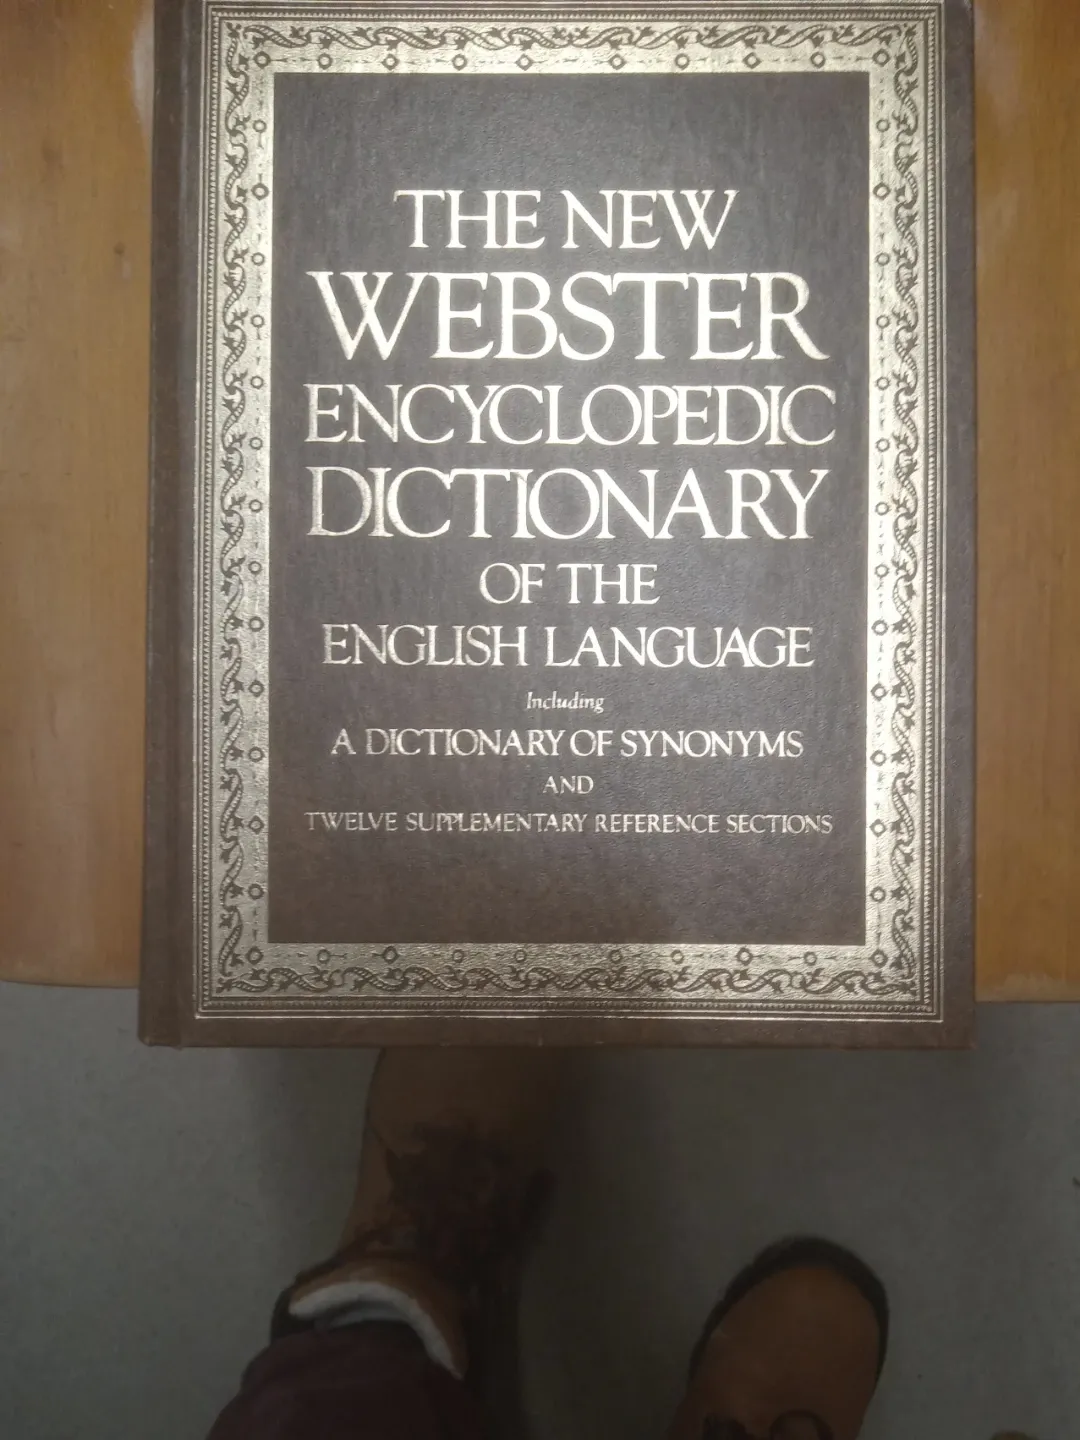 THE NEW
WEBSTER
ENCYCLOPEDIC
DICTIONARY
OF THE
ENGLISH LANGUAGE
Including
A DICTIONARY OF SYNONYMS
AND
TWELVE SUPPLEMENTARY REFERENCE SECTIONS